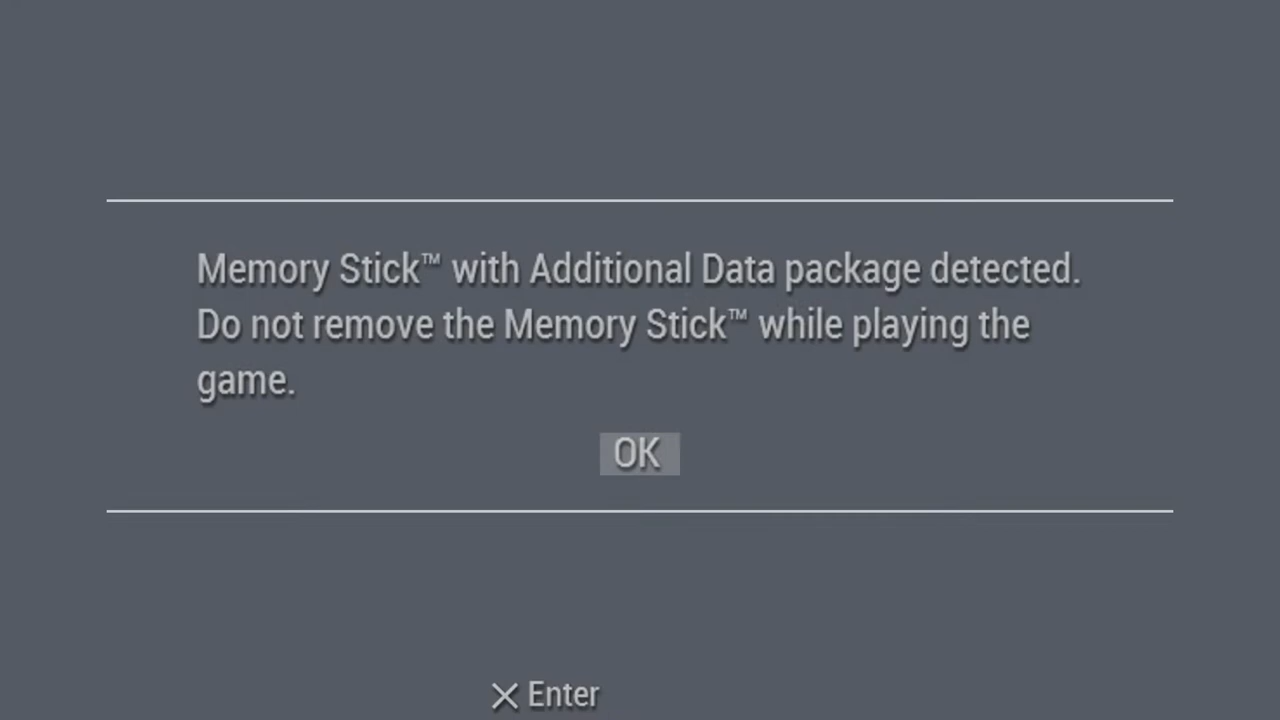 Memory Stick™ with Additional Data package detected.
Do not remove the Memory Stick™ while playing the
game.
OK
Enter